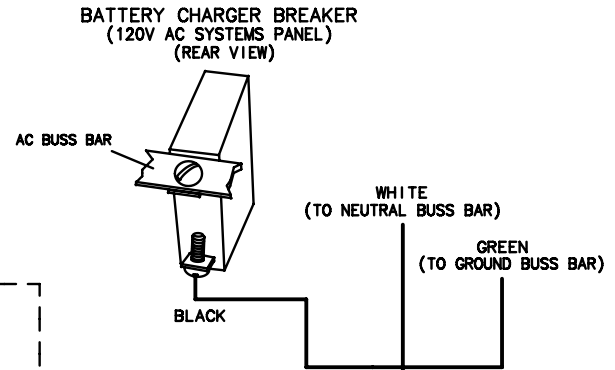 BATTERY CHARGER BREAKER
(120V AC SYSTEMS PANEL)
(REAR VIEW)
AC BUSS BAR
WHITE
(TO NEUTRAL BUSS BAR)
GREEN
(TO GROUND BUSS BAR)
BLACK